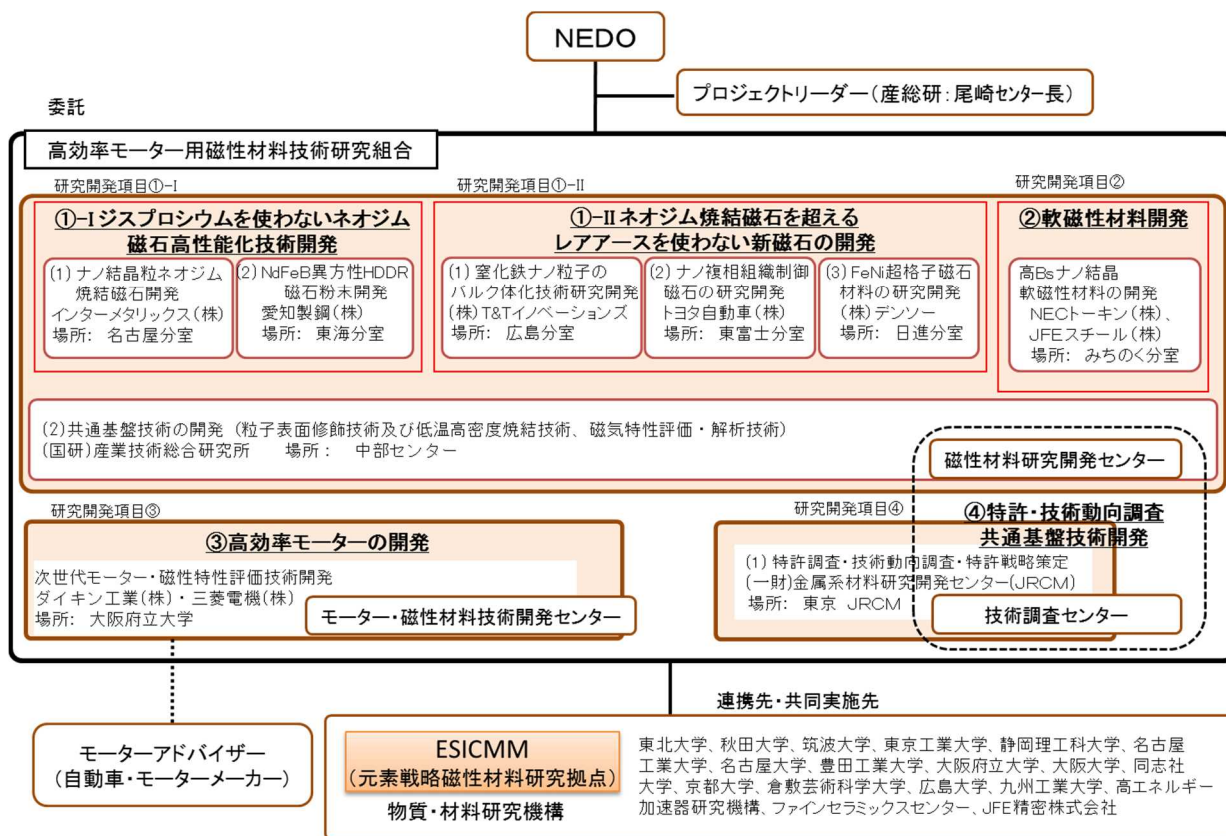 NEDO
プロジェクトリーダー(産総研:尾崎センター長)
委託
高効率モーター用磁性材料技術研究組合
研究開発項目①-Ⅰ
①-Ⅰジスプロシウムを使わないネオジム
磁石高性能化技術開発
(1) ナノ結晶粒ネオジム
焼結磁石開発
インターメタリックス(株)
場所: 名古屋分室
(2) NdFeB異方性HDDR
磁石粉末開発
愛知製鋼(株)
場所: 東海分室
研究開発項目①-Ⅱ
①-Ⅱネオジム焼結磁石を超える
レアアースを使わない新磁石の開発
(1) 窒化鉄ナノ粒子の
バルク体化技術研究開発
(株)T&Tイノベーションズ
場所: 広島分室
(2) ナノ複相組織制御
磁石の研究開発
トヨタ自動車(株)
場所: 東富士分室
(3) FeNi超格子磁石
材料の研究開発
(株)デンソー
場所: 日進分室
研究開発項目②
②軟磁性材料開発
高Bsナノ結晶
軟磁性材料の開発
NECトーキン(株)、
JFEスチール(株)
場所: みちのく分室
(2)共通基盤技術の開発 (粒子表面修飾技術及び低温高密度焼結技術、磁気特性評価・解析技術)
(国研)産業技術総合研究所 場所: 中部センター
磁性材料研究開発センター
研究開発項目③
③高効率モーターの開発
次世代モーター・磁性特性評価技術開発
ダイキン工業(株)・三菱電機(株)
場所: 大阪府立大学
モーター・磁性材料技術開発センター
研究開発項目④
④特許・技術動向調査
共通基盤技術開発
(1) 特許調査・技術動向調査・特許戦略策定
(一財)金属系材料研究開発センター(JRCM)
場所: 東京 JRCM
技術調査センター
モーターアドバイザー
(自動車・モーターメーカー)
連携先・共同実施先
ESICMM
(元素戦略磁性材料研究拠点)
物質・材料研究機構
東北大学、秋田大学、筑波大学、東京工業大学、静岡理工科大学、名古屋
工業大学、名古屋大学、豊田工業大学、大阪府立大学、大阪大学、同志社
大学、京都大学、倉敷芸術科学大学、広島大学、九州工業大学、高エネルギー
加速器研究機構、ファインセラミックスセンター、JFE精密株式会社